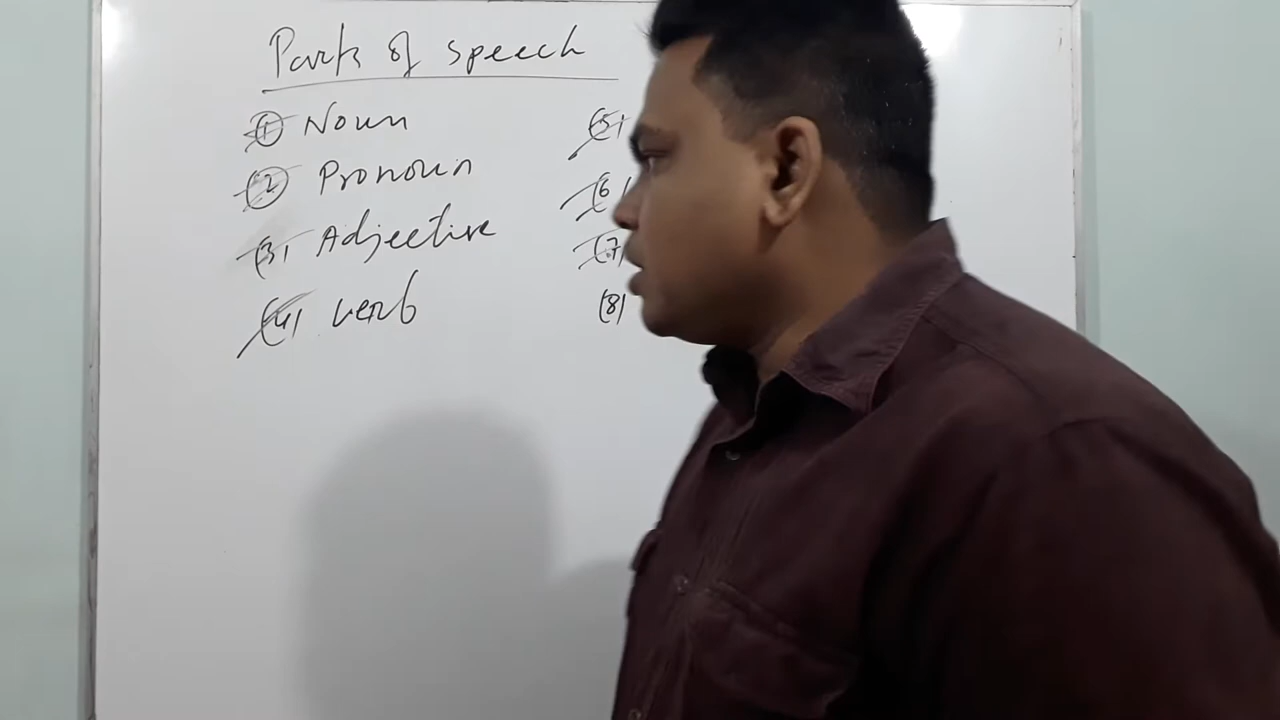 Parts of speech
(1) Noun
(2) Pronoun
(3) Adjective
(4) verb
(5)
(6)
(7)
(8)